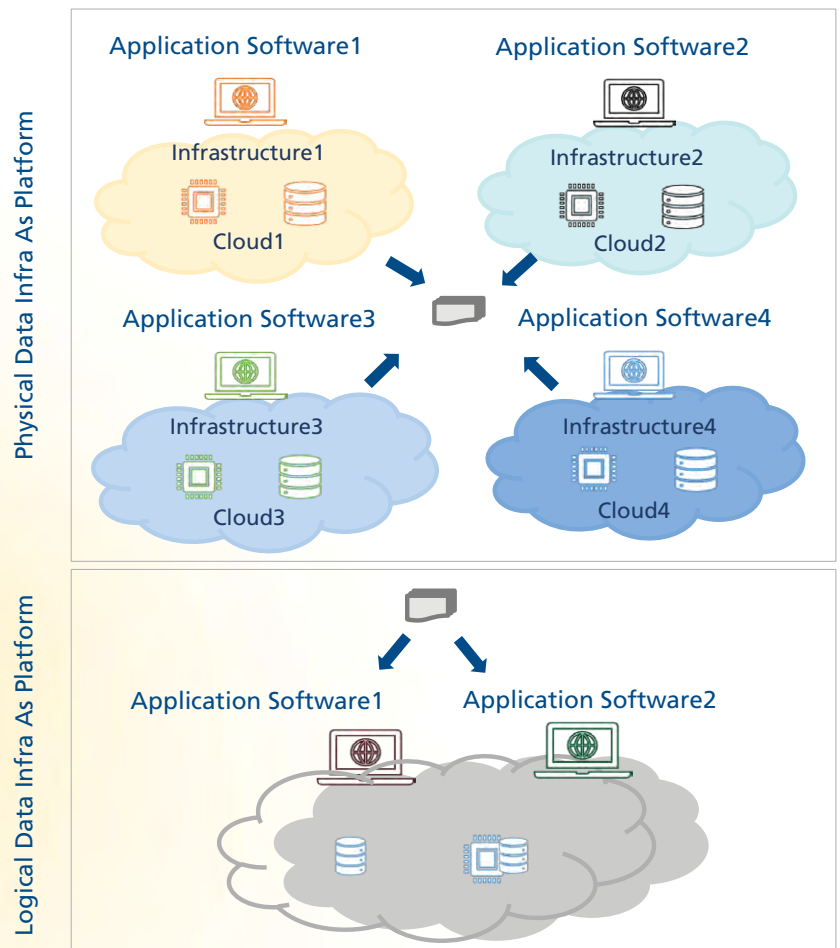 Physical Data Infra As Platform
Application Software1
Application Software2
Infrastructure1
Infrastructure2
Cloud1
Cloud2
Application Software3
Application Software4
Infrastructure3
Infrastructure4
Cloud3
Cloud4
Logical Data Infra As Platform
Application Software1
Application Software2